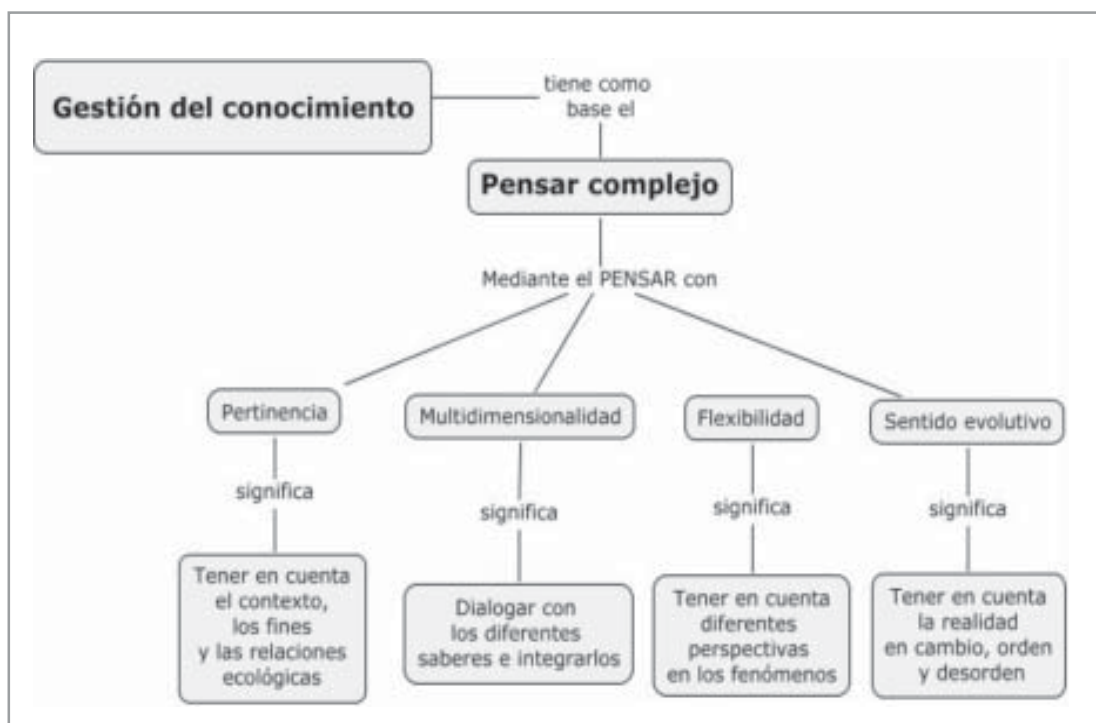 Gestión del conocimiento
tiene como
base el
Pensar complejo
Mediante el PENSAR con
Pertinencia
significa
Tener en cuenta
el contexto,
los fines
y las relaciones
ecológicas
Multidimensionalidad
significa
Dialogar con
los diferentes
saberes e integrarlos
Flexibilidad
significa
Tener en cuenta
diferentes
perspectivas
en los fenómenos
Sentido evolutivo
significa
Tener en cuenta
la realidad
en cambio, orden
y desorden